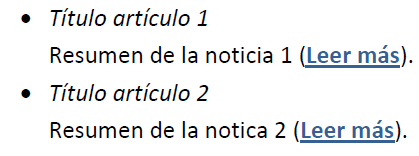 • Título artículo 1
Resumen de la noticia 1 (Leer más).
• Título artículo 2
Resumen de la notica 2 (Leer más).